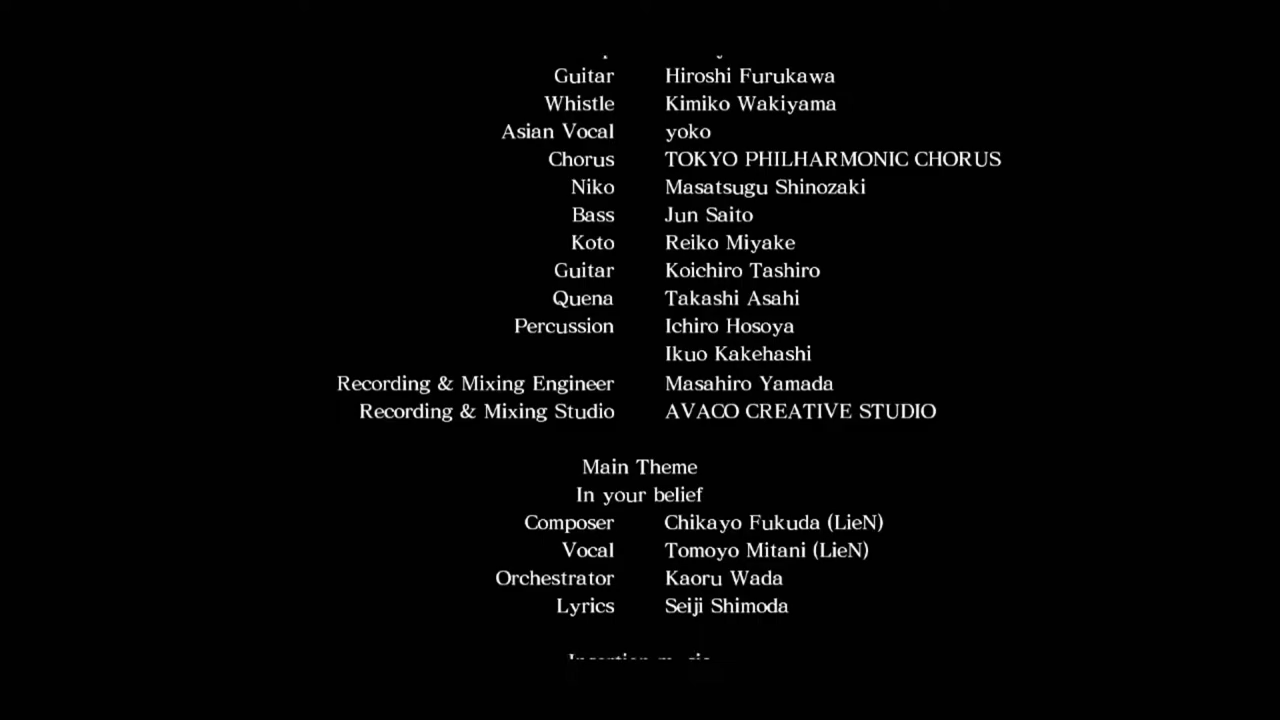 Guitar Hiroshi Furukawa
Whistle Kimiko Wakiyama
Asian Vocal yoko
Chorus TOKYO PHILHARMONIC CHORUS
Niko Masatsugu Shinozaki
Bass Jun Saito
Koto Reiko Miyake
Guitar Koichiro Tashiro
Quena Takashi Asahi
Percussion Ichiro Hosoya
Ikuo Kakehashi
Recording & Mixing Engineer Masahiro Yamada
Recording & Mixing Studio AVACO CREATIVE STUDIO
Main Theme
In your belief
Composer Chikayo Fukuda (LieN)
Vocal Tomoyo Mitani (LieN)
Orchestrator Kaoru Wada
Lyrics Seiji Shimoda